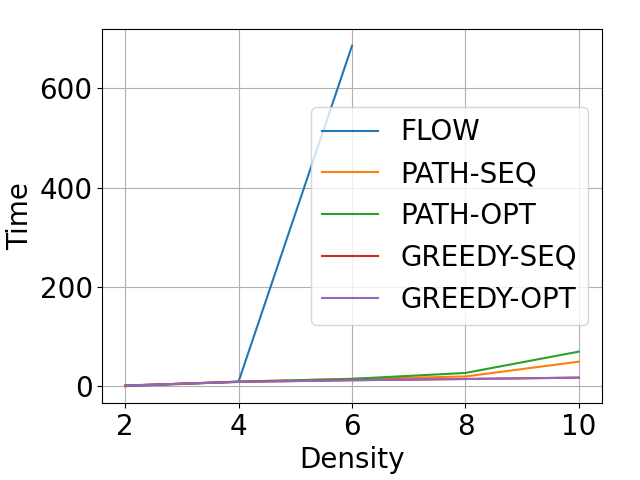 600
400
200
0
Time
FLOW
PATH-SEQ
PATH-OPT
GREEDY-SEQ
GREEDY-OPT
2 4 6 8 10
Density